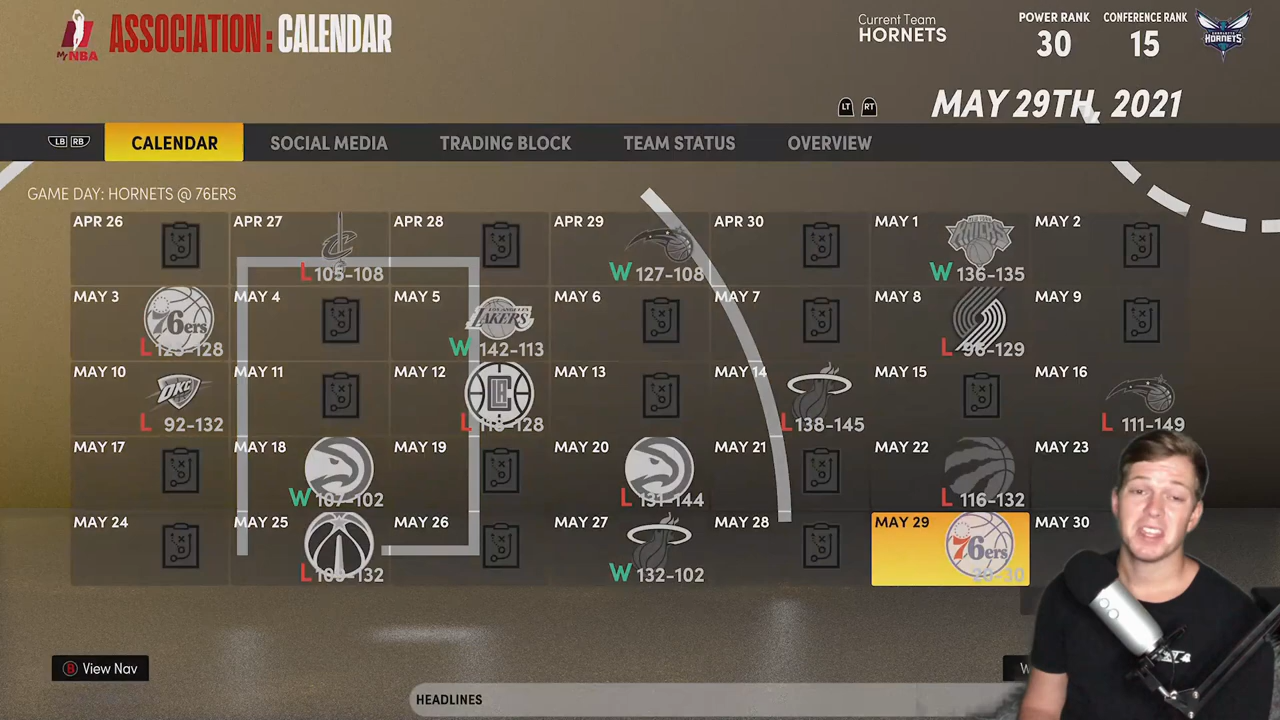 MyNBA
ASSOCIATION: CALENDAR
Current Team
HORNETS
POWER RANK
30
CONFERENCE RANK
15
HORNETS
LT RT
MAY 29TH, 2021
LB RB
CALENDAR
SOCIAL MEDIA
TRADING BLOCK
TEAM STATUS
OVERVIEW
GAME DAY: HORNETS @ 76ERS
APR 26
APR 27
L 105-108
APR 28
APR 29
W 127-108
APR 30
MAY 1
KNICKS
W 136-135
MAY 2
MAY 3
76ers
MAY 4
MAY 5
LAKERS
W 142-113
MAY 6
MAY 7
MAY 8
L 96-129
MAY 9
MAY 10
OKC
L 92-132
MAY 11
MAY 12
MAY 13
MAY 14
L 138-145
MAY 15
MAY 16
L 111-149
MAY 17
MAY 18
W 107-102
MAY 19
MAY 20
L 131-144
MAY 21
MAY 22
L 116-132
MAY 23
MAY 24
MAY 25
MAY 26
MAY 27
W 132-102
MAY 28
MAY 29
76ers
MAY 30
B View Nav
HEADLINES